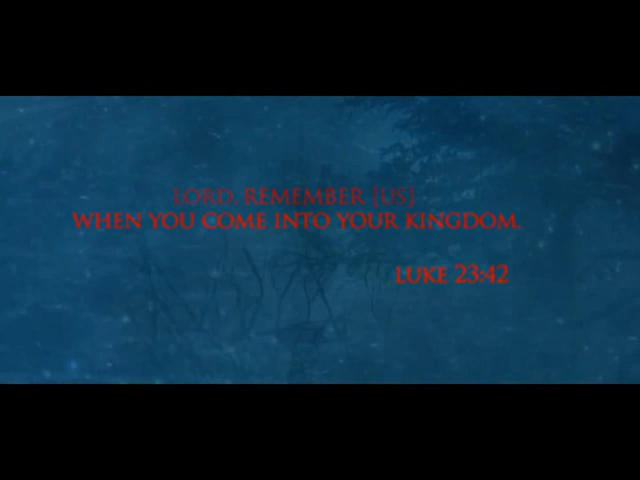 LORD, REMEMBER [US]
WHEN YOU COME INTO YOUR KINGDOM.
LUKE 23:42